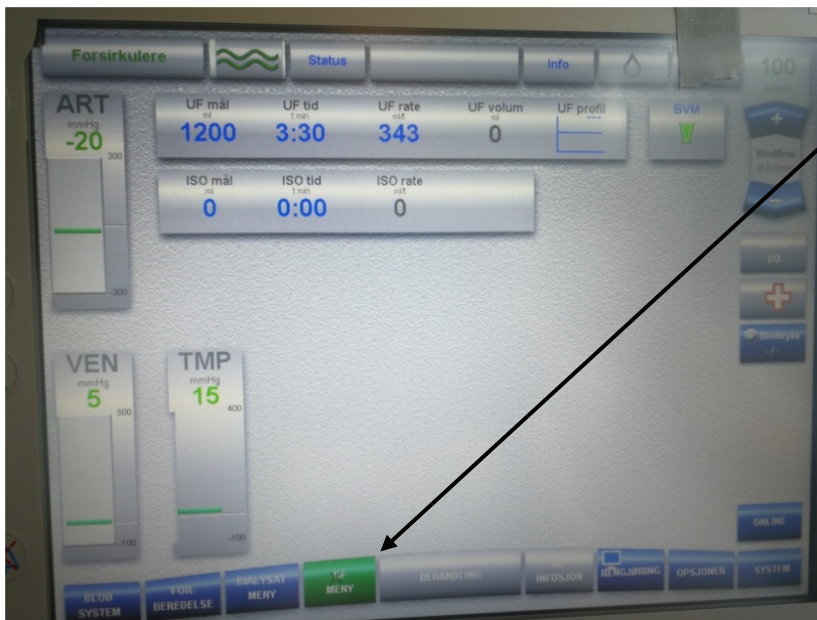 Forsirkulere Status Info
100
ART
mmHg
-20
300
-300
UF mål
ml
1200
UF tid
t:min
3:30
UF rate
ml/t
343
UF volum
ml
0
UF profil
BVM
ISO mål
ml
0
ISO tid
t:min
0:00
ISO rate
ml/t
0
+
Blodflow
−
I/O
Blodtrykk
-/-
VEN
mmHg
5
500
-100
TMP
mmHg
15
400
-100
ONLINE
BLOD
SYSTEM
FOR-
BEREDELSE
DIALYSAT
MENY
UF
MENY
BEHANDLING
INFUSJON
RENGJØRING
OPSJONER
SYSTEM